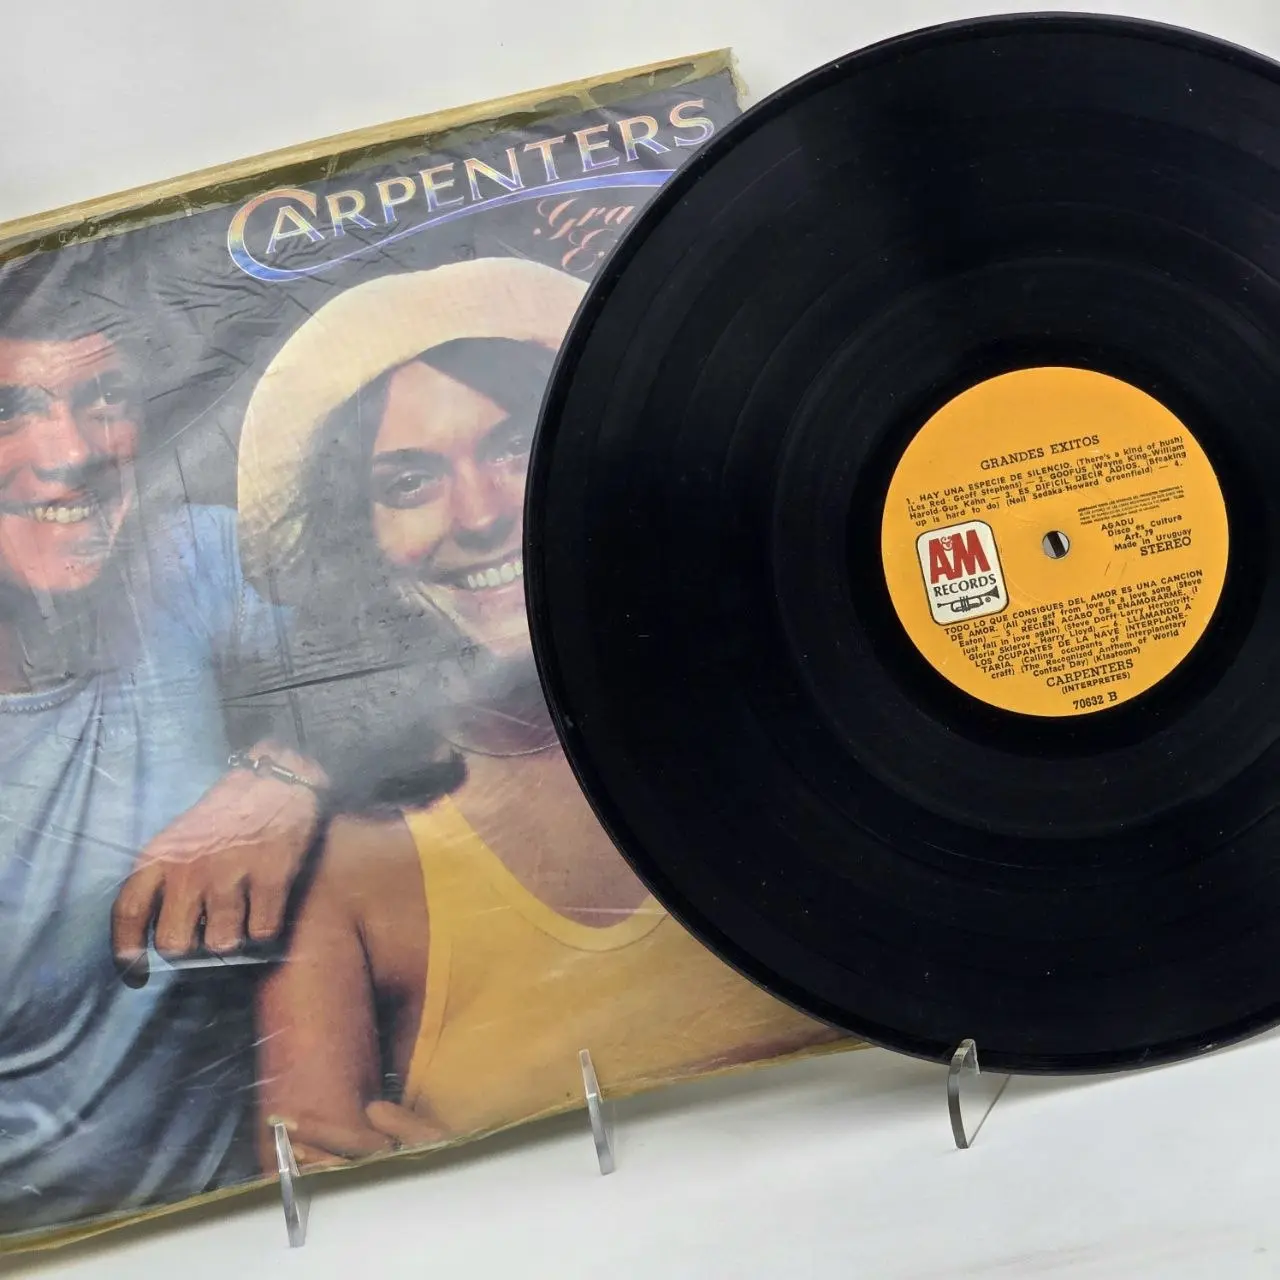 CARPENTERS
Gra
E
GRANDES EXITOS
1. HAY UNA ESPECIE DE SILENCIO. (There's a kind of hush)
(Les Red - Geoff Stephens) — 2. GOOFUS (Wayne King-William
Harold-Gus Kahn — 3. ES DIFICIL DECIR ADIOS. (Breaking
up is hard to do) (Neil Sedaka-Howard Greenfield) — 4.
AGADU
Disco es Cultura
Art. 79
Made in Uruguay
STEREO
A&M
RECORDS
TODO LO QUE CONSIGUES DEL AMOR ES UNA CANCION
DE AMOR. (All you get from love is a love song (Steve
Eaton) — 5. RECIEN ACABO DE ENAMORARME. (I
just fall in love again) (Steve Dorff-Larry Herbstritt-
Gloria Sklerov - Harry Lloyd) — 6. LLAMANDO A
LOS OCUPANTES DE LA NAVE INTERPLANE-
TARIA. (Calling occupants of interplanetary
craft) (The Recognized Anthem of World
Contact Day) (Klaatoons)
CARPENTERS
(INTERPRETES)
70632 B